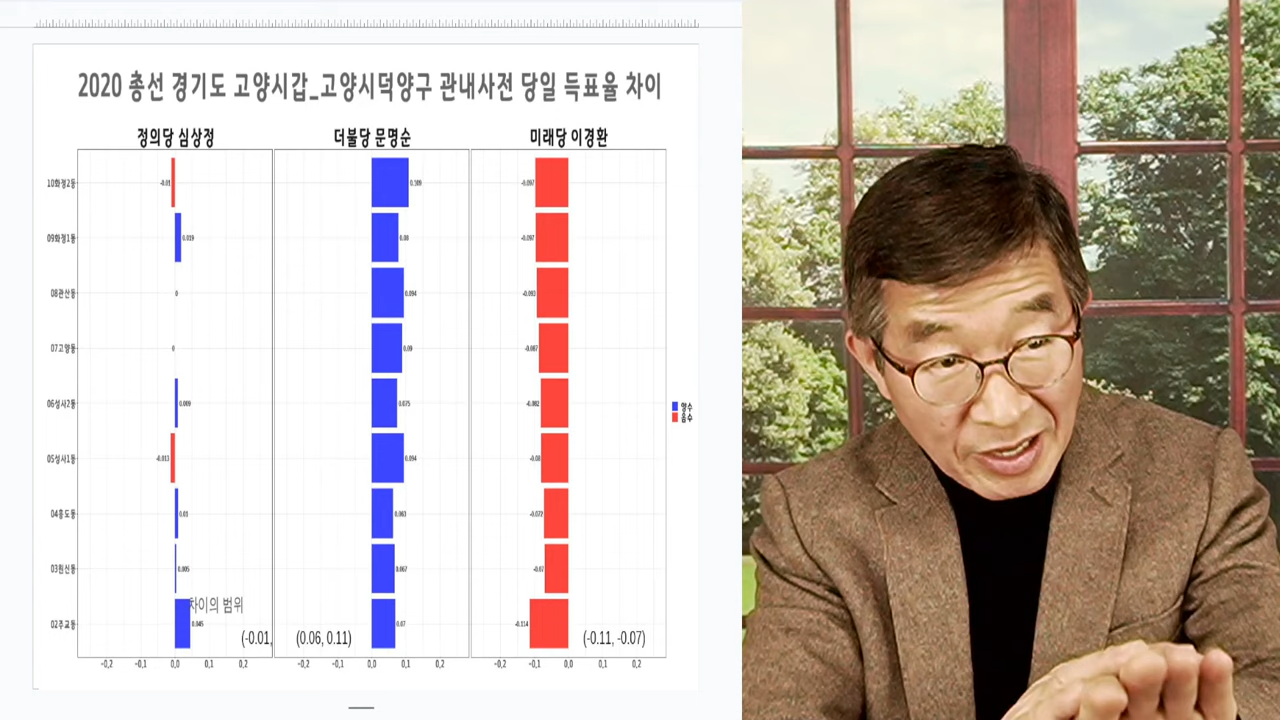 2020 총선 경기도 고양시갑_고양시덕양구 관내사전 당일 득표율 차이
정의당 심상정 더불당 문명순 미래당 이경환
10화정2동 -0.01 0.109 -0.097
09화정1동 0.019 0.08 -0.097
08관산동 0 0.094 -0.093
07고양동 0 0.09 -0.087
06성사2동 0.009 0.075 -0.082
양수
음수
05성사1동 -0.013 0.094 -0.08
04흥도동 0.01 0.063 -0.072
03원신동 0.005 0.067 -0.07
차이의 범위
02주교동 0.045 0.07 -0.114
(-0.01, (0.06, 0.11) (-0.11, -0.07)
-0,2 -0,1 0,0 0,1 0,2 -0,2 -0,1 0,0 0,1 0,2 -0,2 -0,1 0,0 0,1 0,2